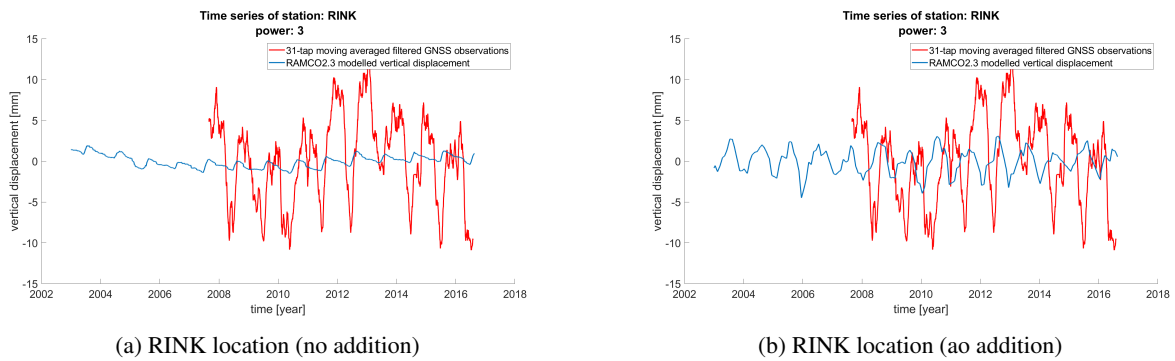 Time series of station: RINK
power: 3
31-tap moving averaged filtered GNSS observations
RAMCO2.3 modelled vertical displacement
vertical displacement [mm]
15
10
5
0
-5
-10
-15
2002 2004 2006 2008 2010 2012 2014 2016 2018
time [year]
(a) RINK location (no addition)
Time series of station: RINK
power: 3
31-tap moving averaged filtered GNSS observations
RAMCO2.3 modelled vertical displacement
vertical displacement [mm]
15
10
5
0
-5
-10
-15
2002 2004 2006 2008 2010 2012 2014 2016 2018
time [year]
(b) RINK location (ao addition)